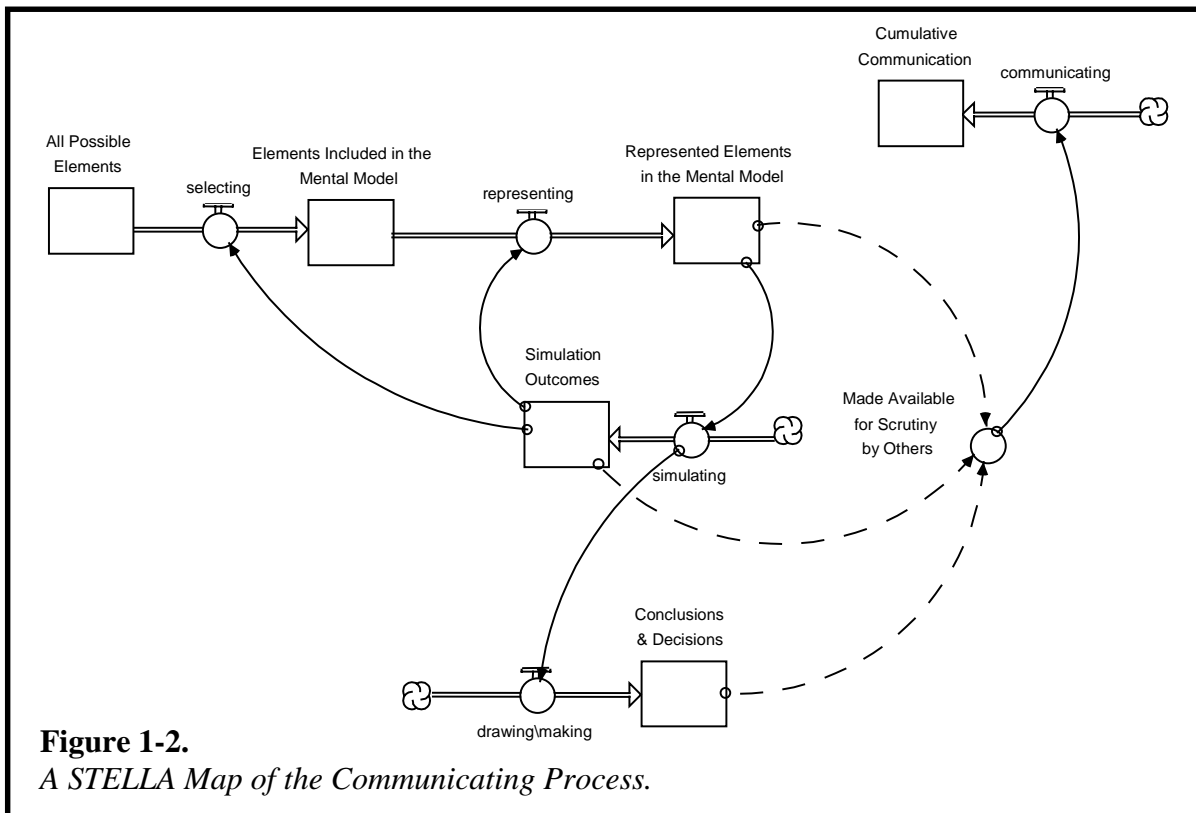 Cumulative
Communication
communicating
All Possible
Elements
selecting
Elements Included in the
Mental Model
representing
Represented Elements
in the Mental Model
Simulation
Outcomes
simulating
Made Available
for Scrutiny
by Others
Conclusions
& Decisions
drawing\making
Figure 1-2.
A STELLA Map of the Communicating Process.